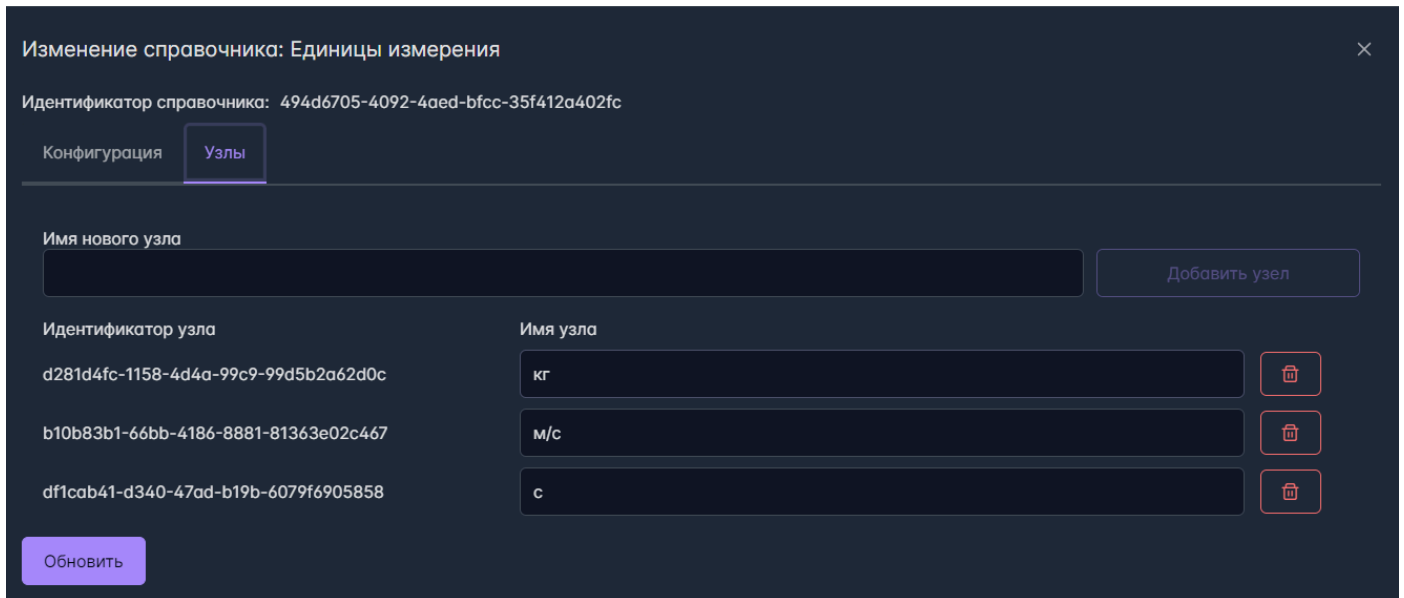 Изменение справочника: Единицы измерения
Идентификатор справочника: 494d6705-4092-4aed-bfcc-35f412a402fc
Конфигурация Узлы
Имя нового узла
Добавить узел
Идентификатор узла Имя узла
d281d4fc-1158-4d4a-99c9-99d5b2a62d0c кг
b10b83b1-66bb-4186-8881-81363e02c467 м/с
df1cab41-d340-47ad-b19b-6079f6905858 с
Обновить